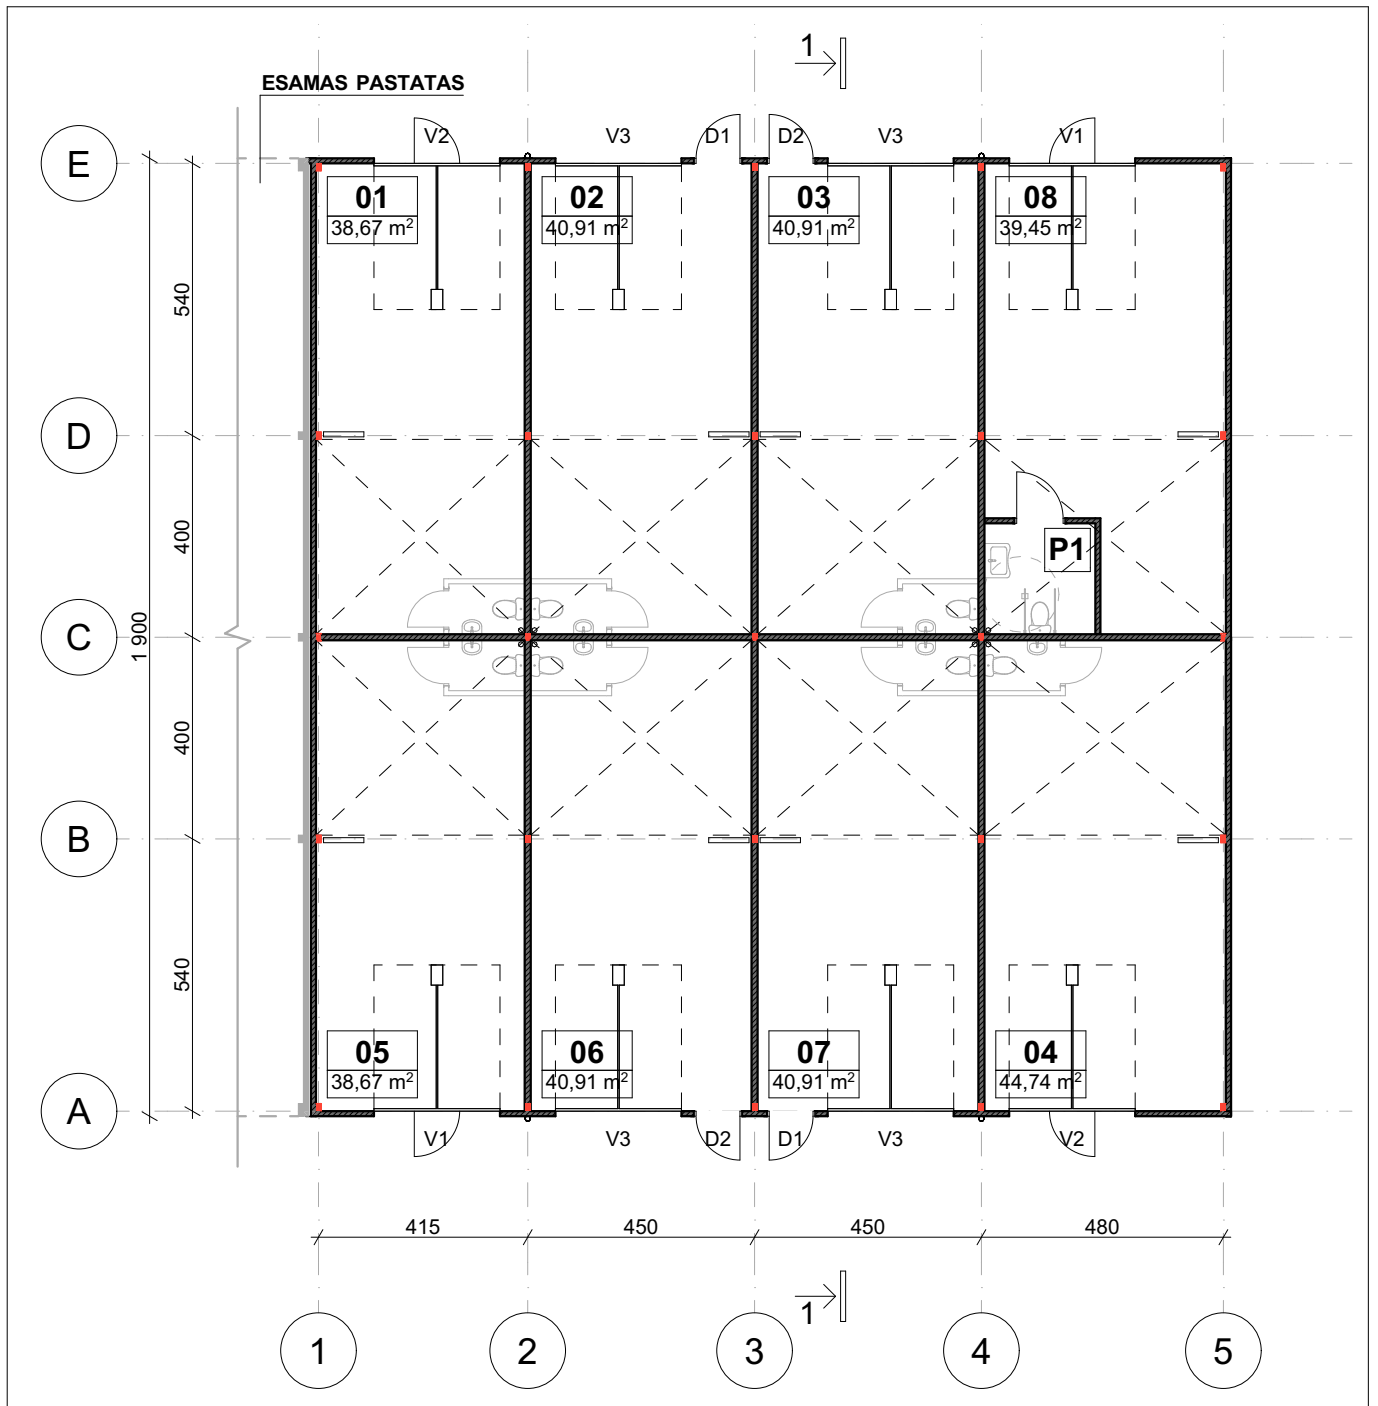 1
ESAMAS PASTATAS
V2 V3 D1 D2 V3 V1
E
01 02 03 08
38,67 m² 40,91 m² 40,91 m² 39,45 m²
540
D
400
P1
C
1 900
400
B
540
05 06 07 04
38,67 m² 40,91 m² 40,91 m² 44,74 m²
A
V1 V3 D2 D1 V3 V2
415 450 450 480
1
1 2 3 4 5